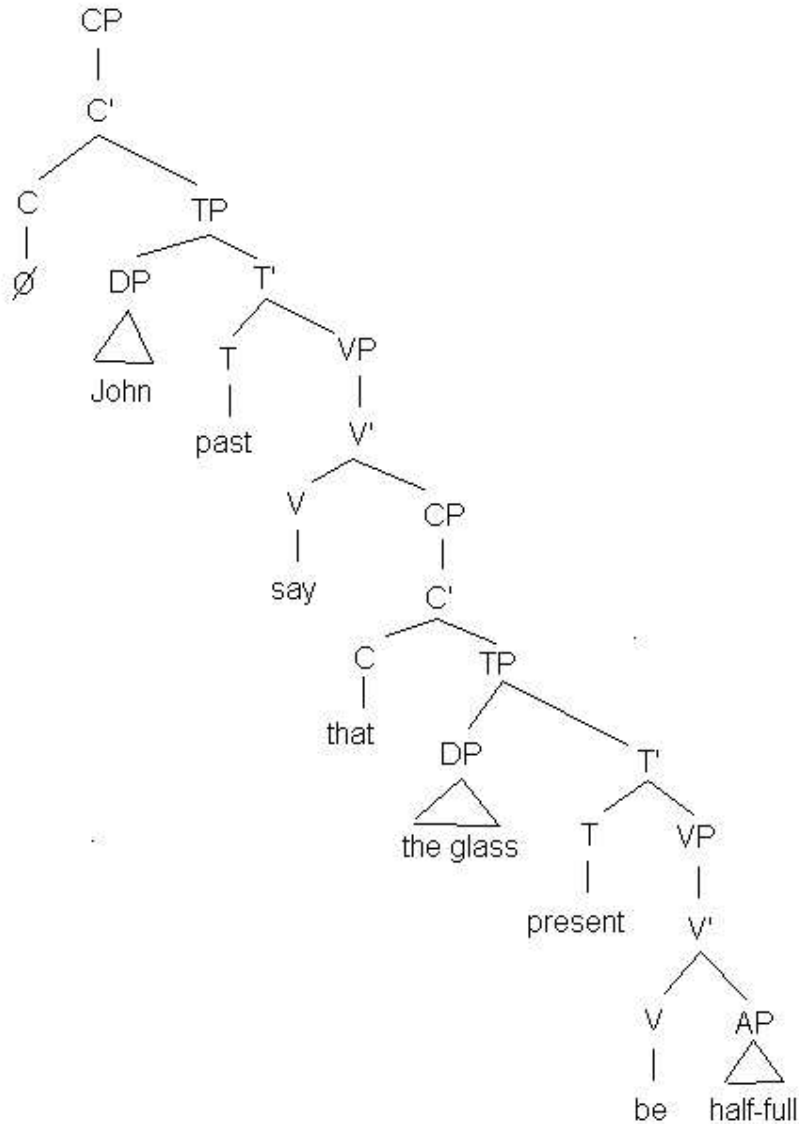 CP
C'
C TP
Ø DP T'
John T VP
past V'
V CP
say C'
C TP
that DP T'
the glass T VP
present V'
V AP
be half-full